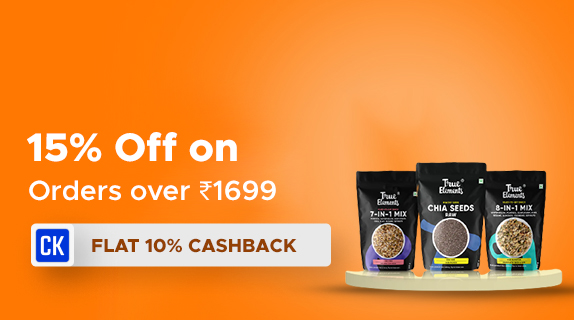 15% Off on
Orders over ₹1699
CK
FLAT 10% CASHBACK
True
Elements
7-IN-1 MIX
True
Elements
CHIA SEEDS
RAW
True
Elements
8-IN-1 MIX